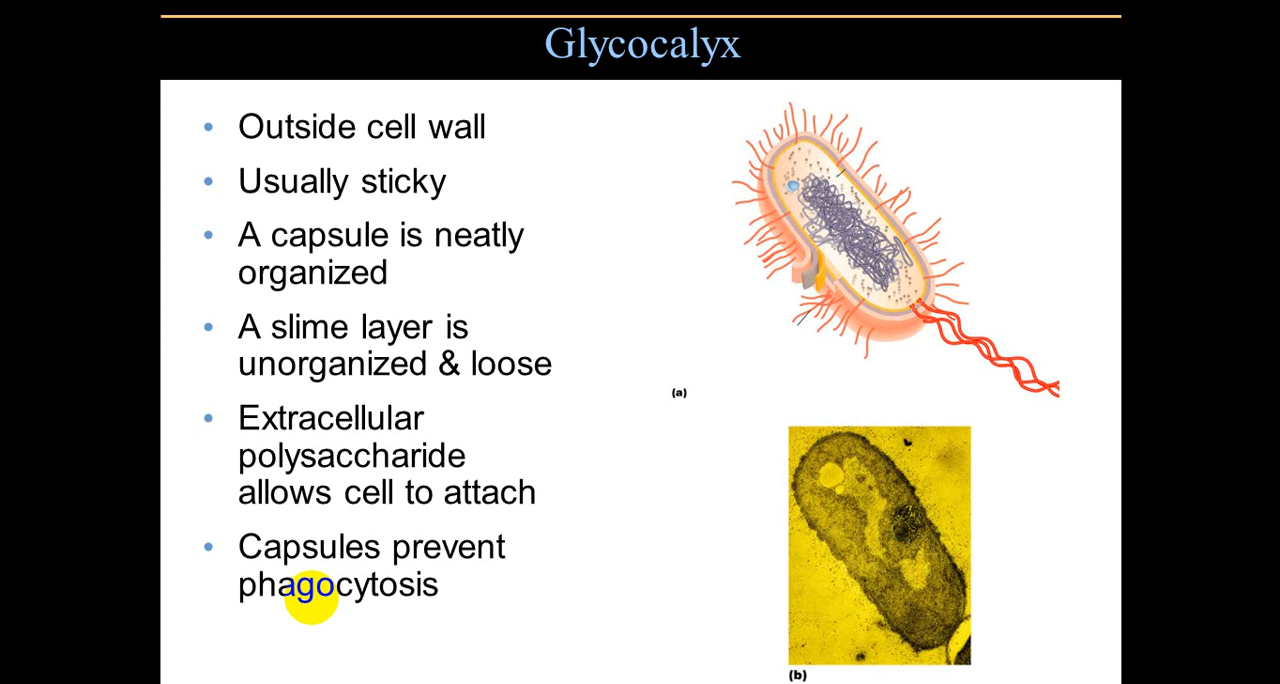 Glycocalyx
• Outside cell wall
• Usually sticky
• A capsule is neatly
organized
• A slime layer is
unorganized & loose
• Extracellular
polysaccharide
allows cell to attach
• Capsules prevent
phagocytosis
(a)
(b)